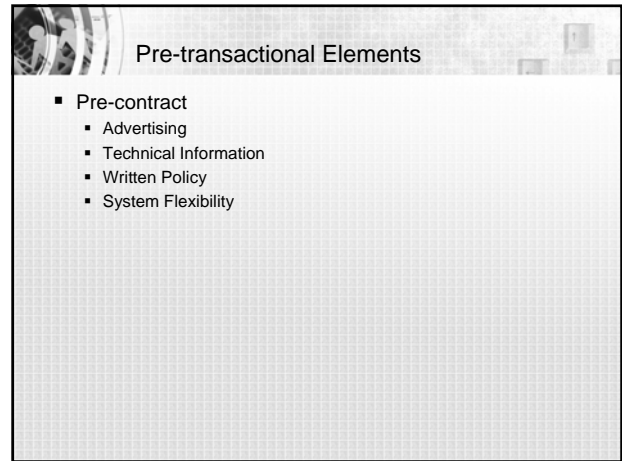 Pre-transactional Elements
▪ Pre-contract
▪ Advertising
▪ Technical Information
▪ Written Policy
▪ System Flexibility